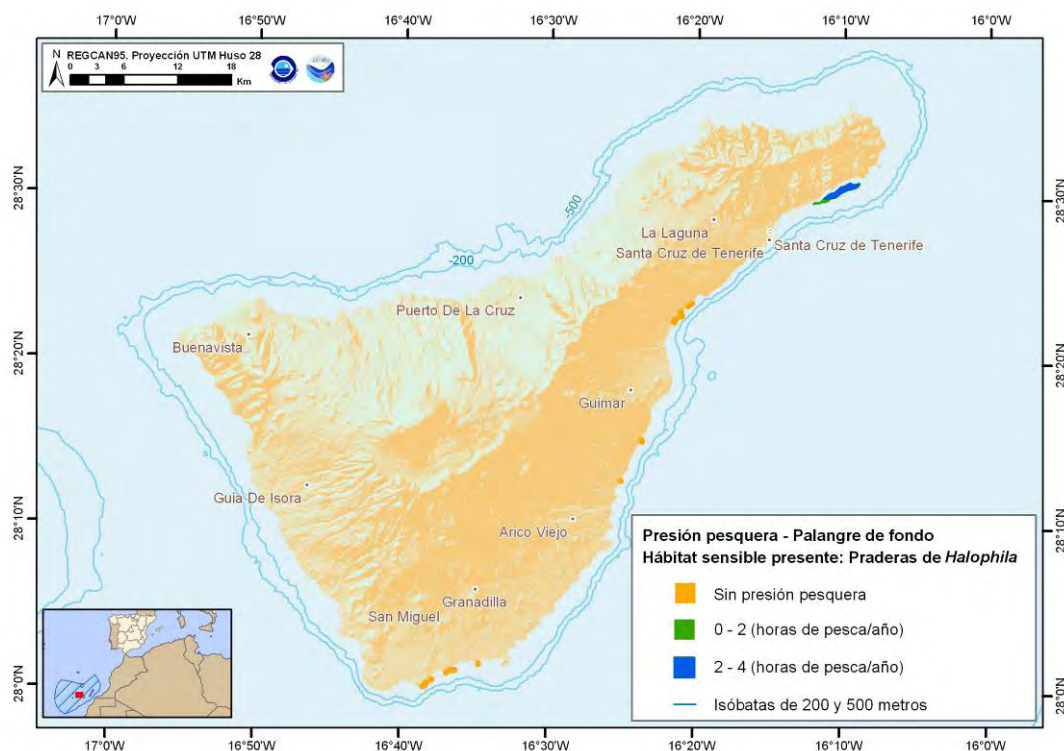 17°0'W 16°50'W 16°40'W 16°30'W 16°20'W 16°10'W 16°0'W
N REGCAN95. Proyección UTM Huso 28
0 3 6 12 18
Km
28°30'N
28°30'N
-500
-200
La Laguna
Santa Cruz de Tenerife
Santa Cruz de Tenerife
Puerto De La Cruz
Buenavista
28°20'N
28°20'N
Guimar
Guia De Isora
28°10'N
28°10'N
Arico Viejo
Granadilla
San Miguel
28°0'N
28°0'N
Presión pesquera - Palangre de fondo
Hábitat sensible presente: Praderas de Halophila
Sin presión pesquera
0 - 2 (horas de pesca/año)
2 - 4 (horas de pesca/año)
Isóbatas de 200 y 500 metros
17°0'W 16°50'W 16°40'W 16°30'W 16°20'W 16°10'W 16°0'W